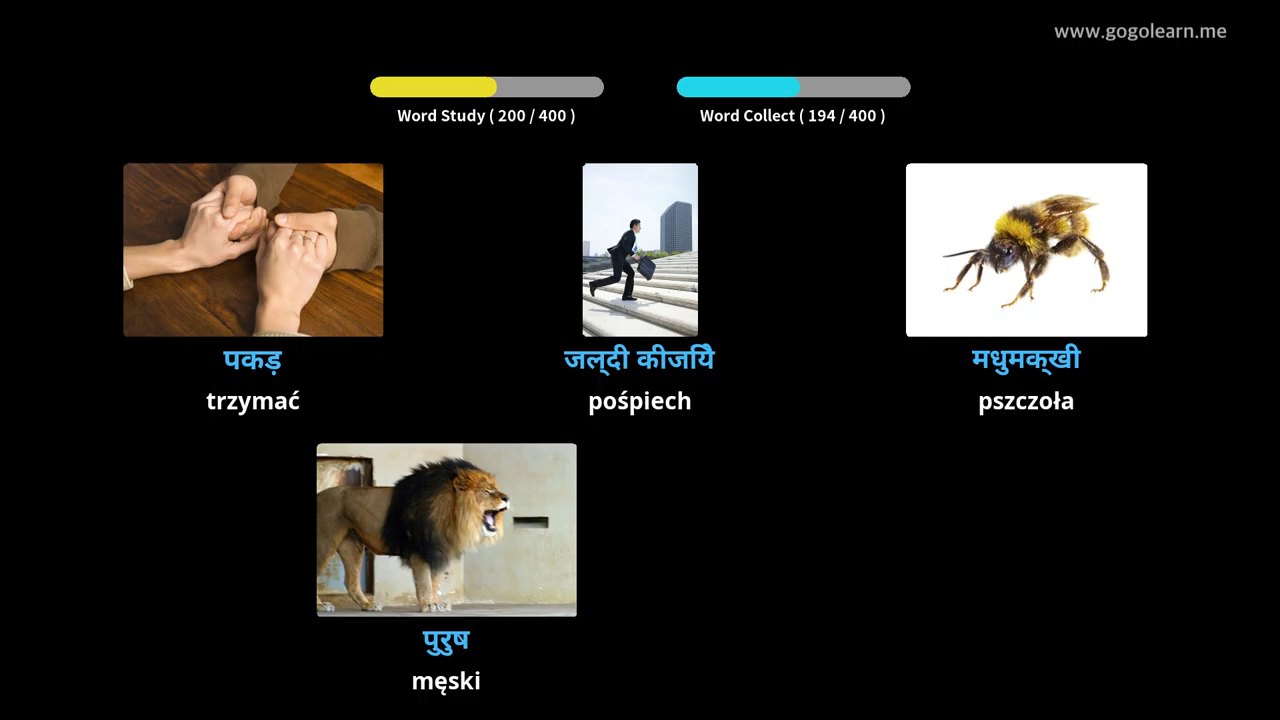 www.gogolearn.me
Word Study ( 200 / 400 )
Word Collect ( 194 / 400 )
पकड़
जल्दी कीजयेि
मधुमक्खी
trzymać
pośpiech
pszczoła
पुरुष
męski